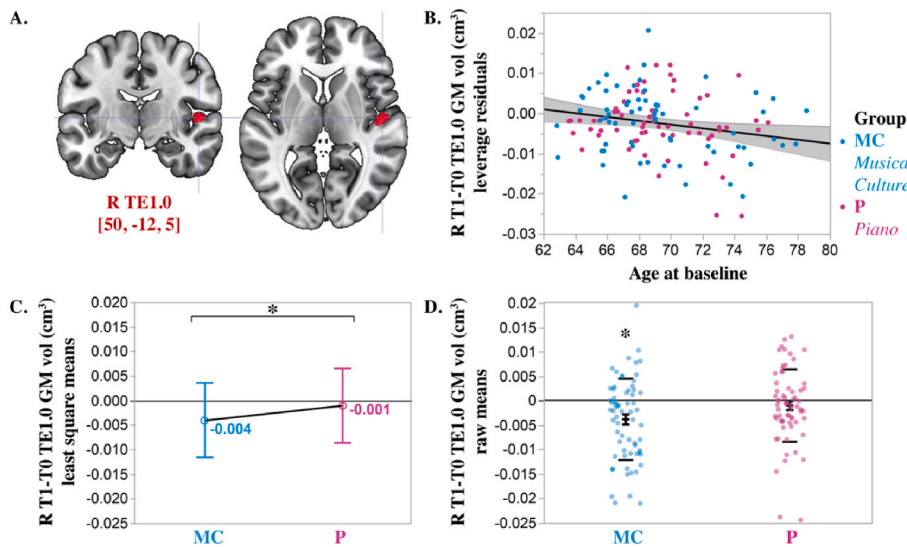 A.
R TE1.0
[50, -12, 5]
B.
R T1-T0 TE1.0 GM vol (cm³)
leverage residuals
0.02
0.01
0.00
-0.01
-0.02
-0.03
62 64 66 68 70 72 74 76 78 80
Age at baseline
Group
MC
Musical
Culture
P
Piano
C.
R T1-T0 TE1.0 GM vol (cm³)
least square means
0.020
0.015
0.010
0.005
0.000
-0.005
-0.010
-0.015
-0.020
-0.025
*
-0.004
-0.001
MC P
D.
R T1-T0 TE1.0 GM vol (cm³)
raw means
0.02
0.015
0.01
0.005
0
-0.005
-0.01
-0.015
-0.02
-0.025
*
MC P